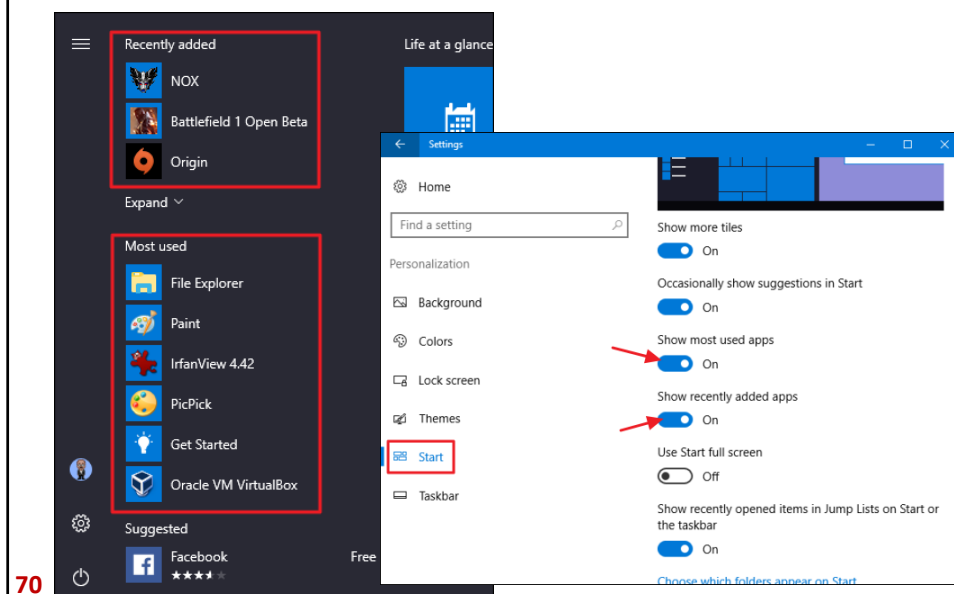 Recently added
NOX
Battlefield 1 Open Beta
Origin
Expand
Most used
File Explorer
Paint
IrfanView 4.42
PicPick
Get Started
Oracle VM VirtualBox
Suggested
Facebook
Free
Life at a glance
Settings
Home
Find a setting
Personalization
Background
Colors
Lock screen
Themes
Start
Taskbar
Show more tiles
On
Occasionally show suggestions in Start
On
Show most used apps
On
Show recently added apps
On
Use Start full screen
Off
Show recently opened items in Jump Lists on Start or
the taskbar
On
Choose which folders appear on Start
70